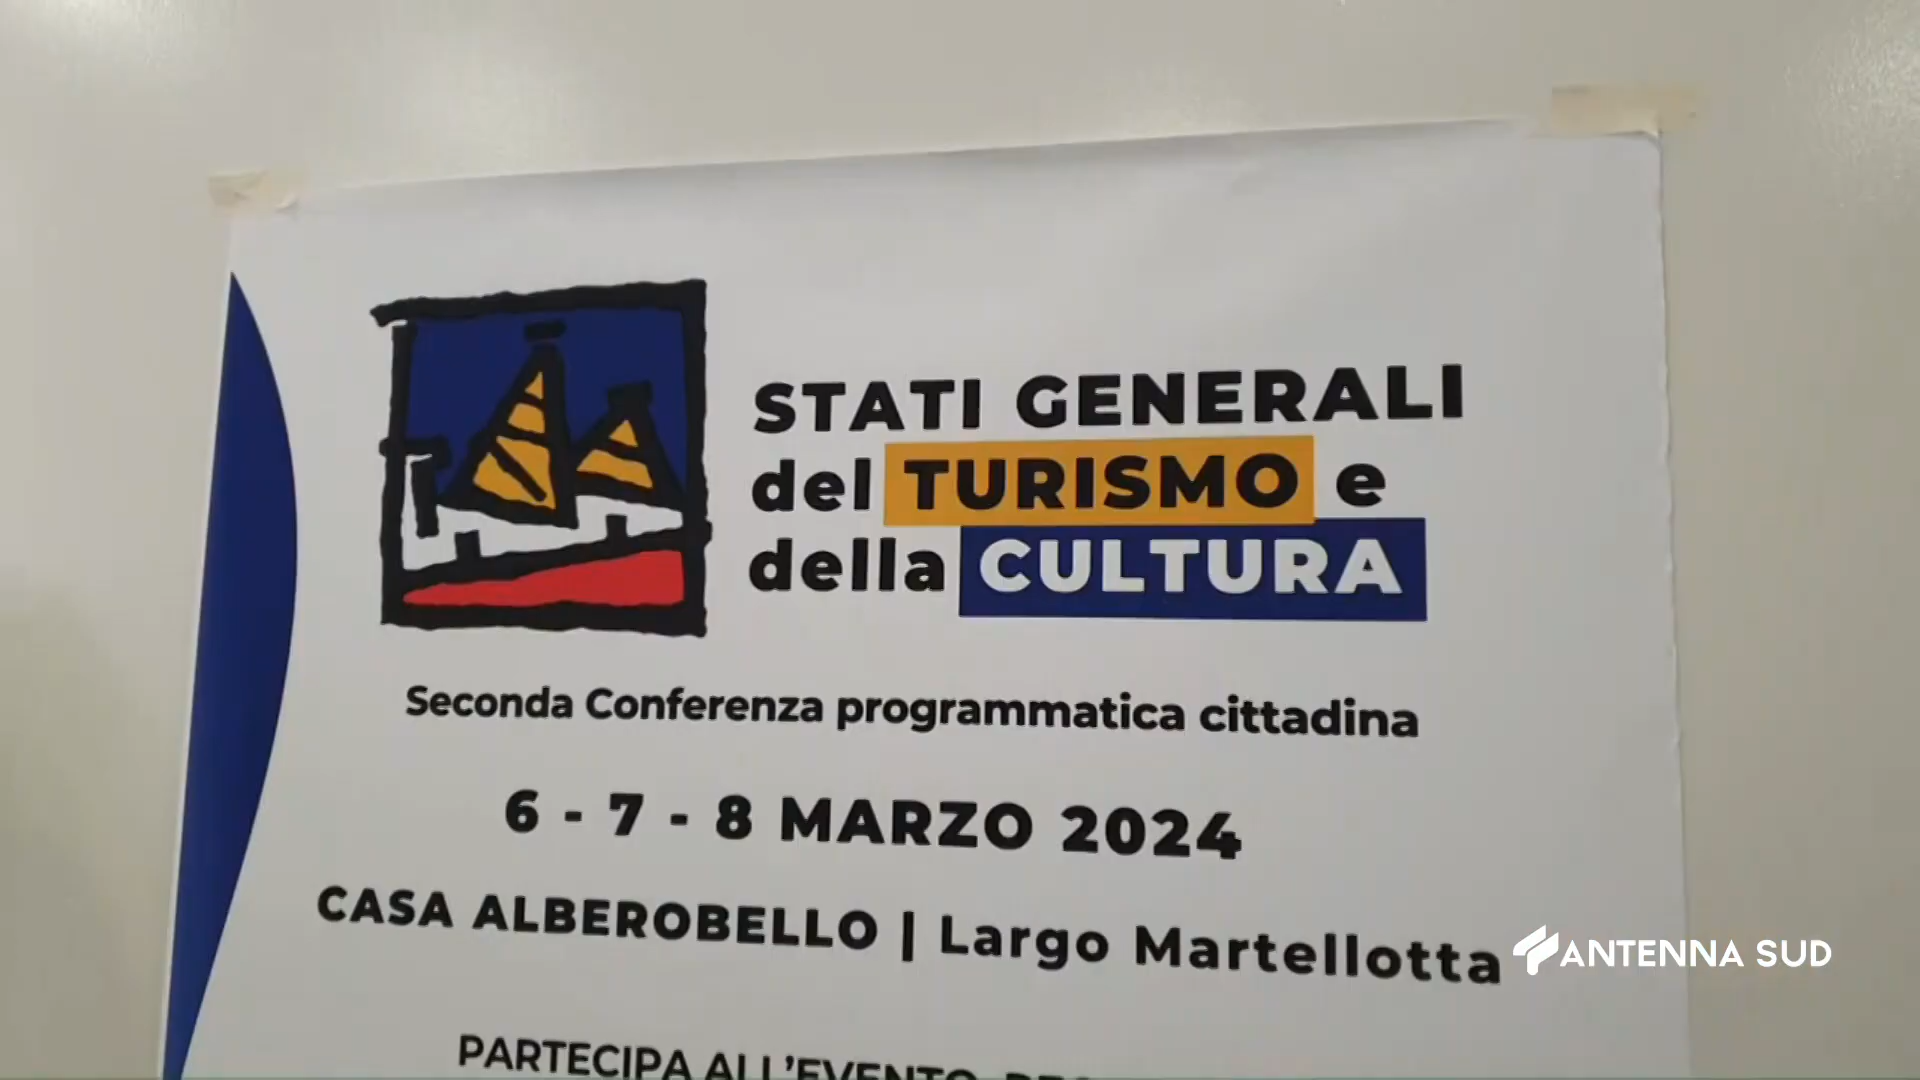 STATI GENERALI
del TURISMO e
della CULTURA
Seconda Conferenza programmatica cittadina
6 - 7 - 8 MARZO 2024
CASA ALBEROBELLO | Largo Martellotta
ANTENNA SUD
PARTECIPA ALL'EVENTO